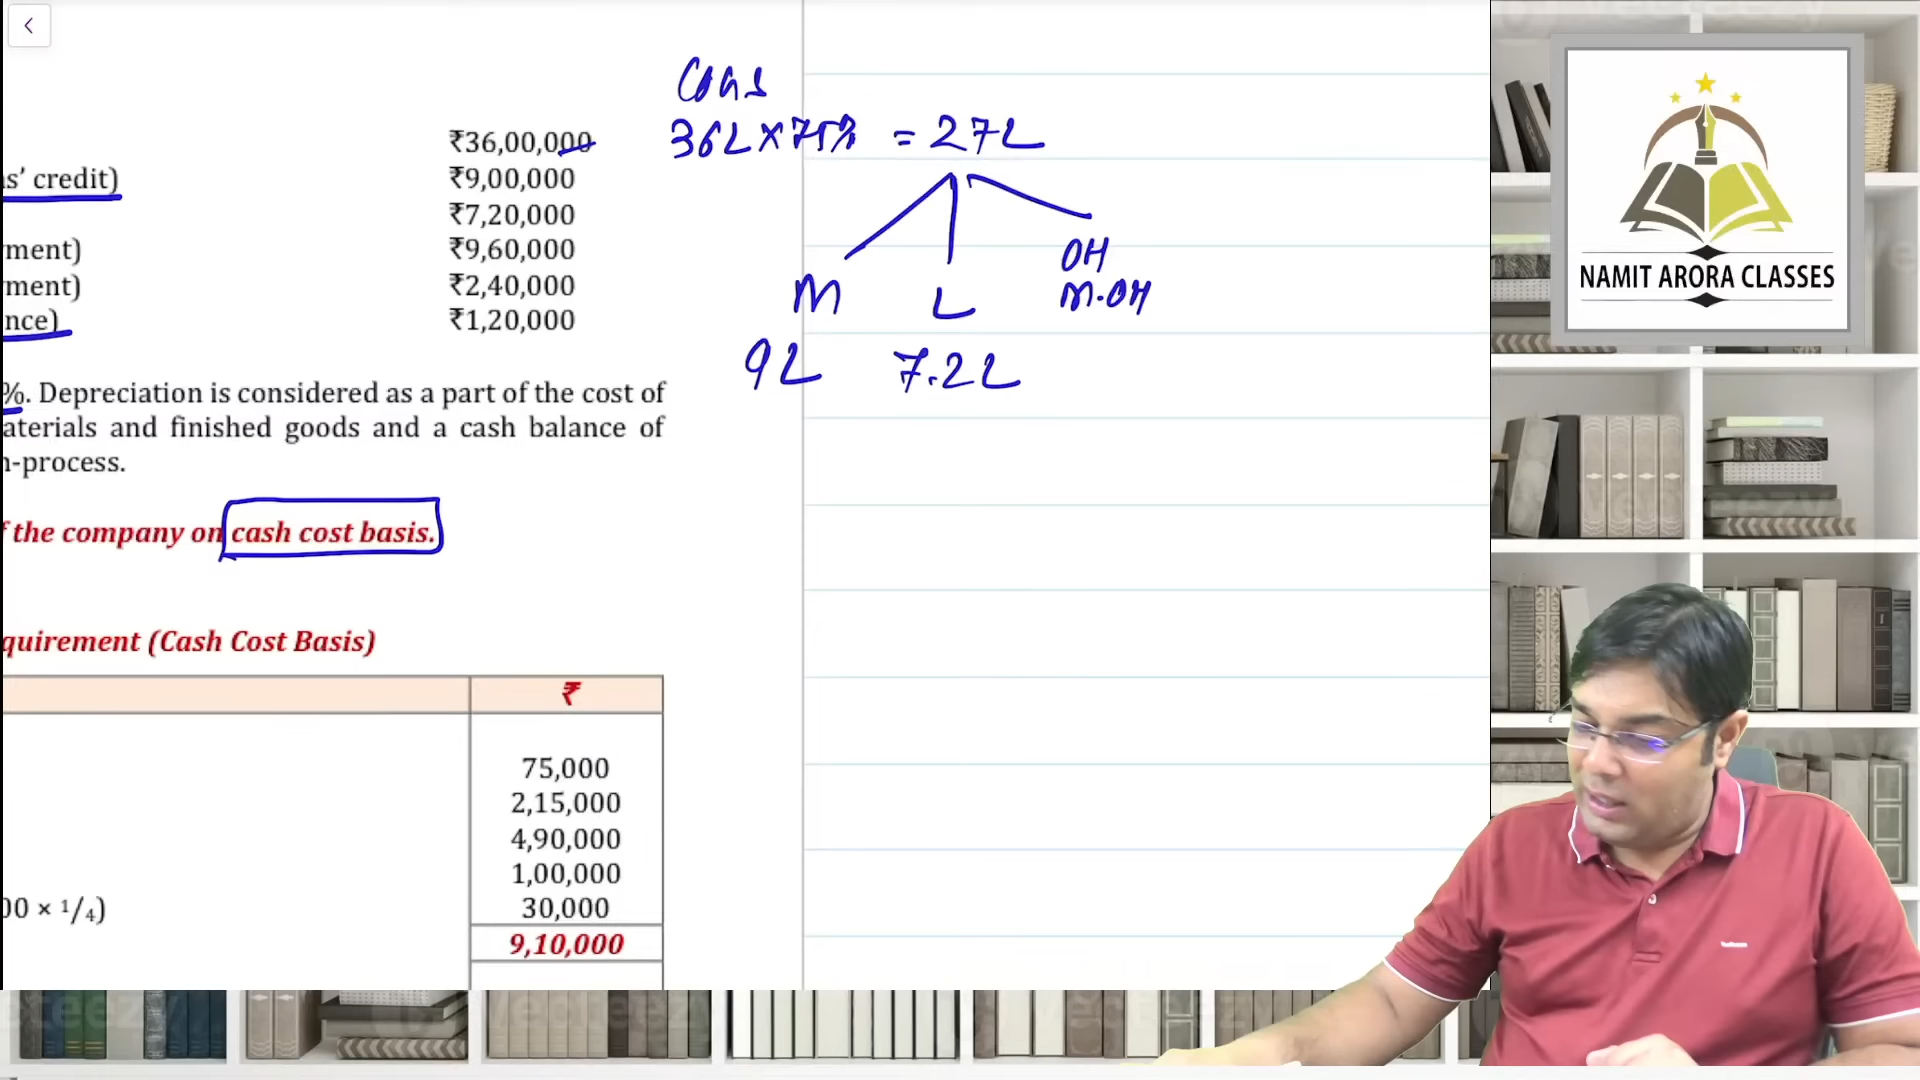 ₹36,00,000
s’ credit) ₹9,00,000
₹7,20,000
ment) ₹9,60,000
ment) ₹2,40,000
nce) ₹1,20,000
%. Depreciation is considered as a part of the cost of
aterials and finished goods and a cash balance of
-process.
the company on cash cost basis.
quirement (Cash Cost Basis)
₹
75,000
2,15,000
4,90,000
1,00,000
00 × 1/4) 30,000
9,10,000
COGS
36L×75% = 27L
M L OH
M.OH
9L 7.2L
NAMIT ARORA CLASSES